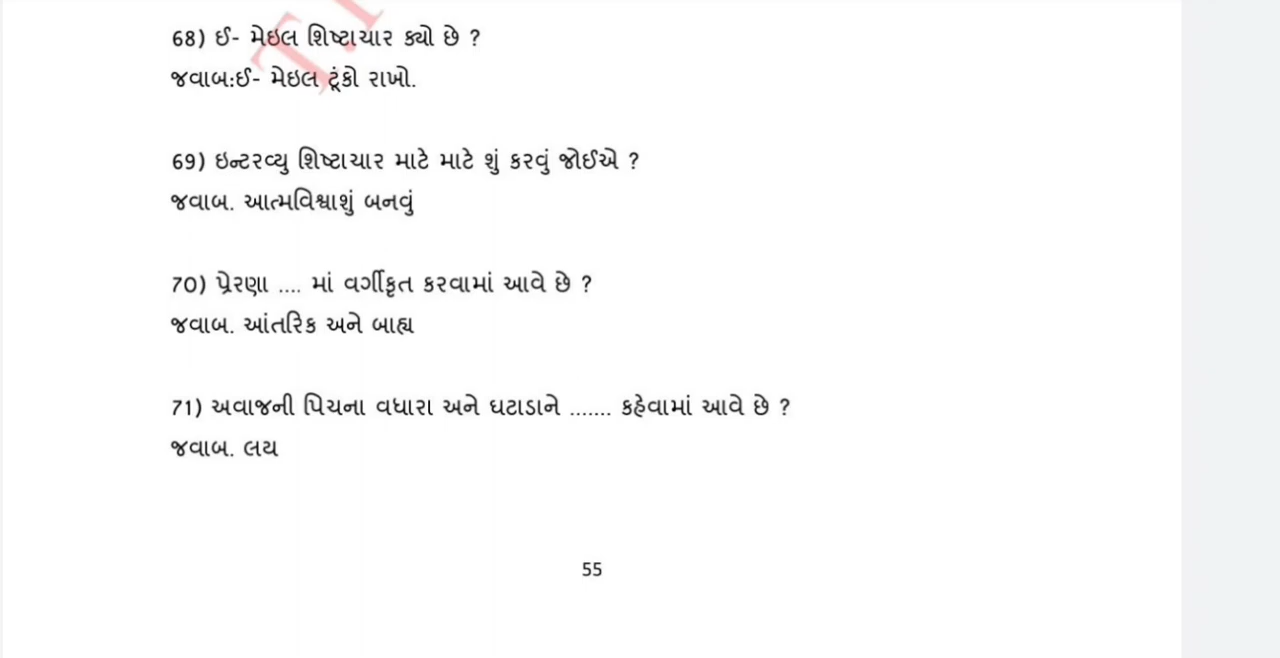 68) ઈ- મેઇલ શિષ્ટાચાર ક્યો છે ?
જવાબ:ઈ- મેઇલ ટૂંકો રાખો.
69) ઇન્ટરવ્યુ શિષ્ટાચાર માટે માટે શું કરવું જોઈએ ?
જવાબ. આત્મવિશ્વાશું બનવું
70) પ્રેરણા .... માં વર્ગીકૃત કરવામાં આવે છે ?
જવાબ. આંતરિક અને બાહ્ય
71) અવાજની પિચના વધારા અને ઘટાડાને ....... કહેવામાં આવે છે ?
જવાબ. લય
55